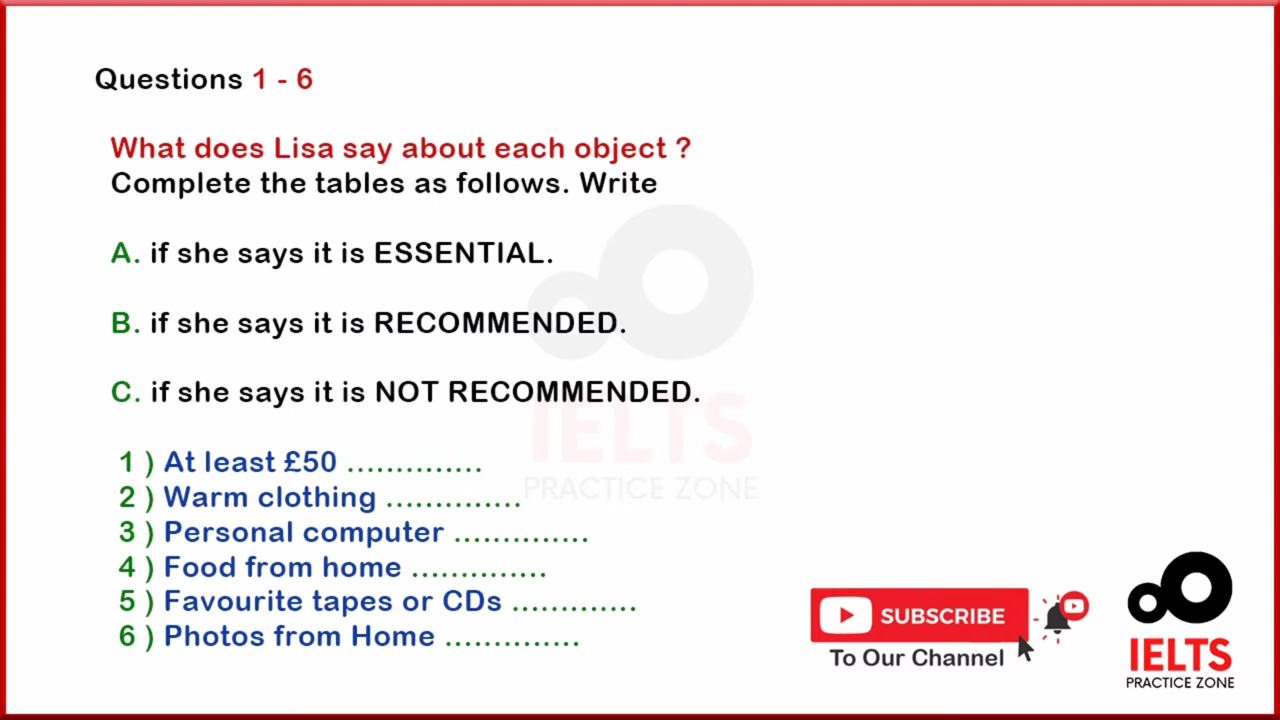 Questions 1 - 6
What does Lisa say about each object ?
Complete the tables as follows. Write
A. if she says it is ESSENTIAL.
B. if she says it is RECOMMENDED.
C. if she says it is NOT RECOMMENDED.
IELTS
PRACTICE ZONE
1 ) At least £50 ..............
2 ) Warm clothing ..............
3 ) Personal computer ..............
4 ) Food from home ..............
5 ) Favourite tapes or CDs .............
6 ) Photos from Home ..............
SUBSCRIBE
To Our Channel
IELTS
PRACTICE ZONE